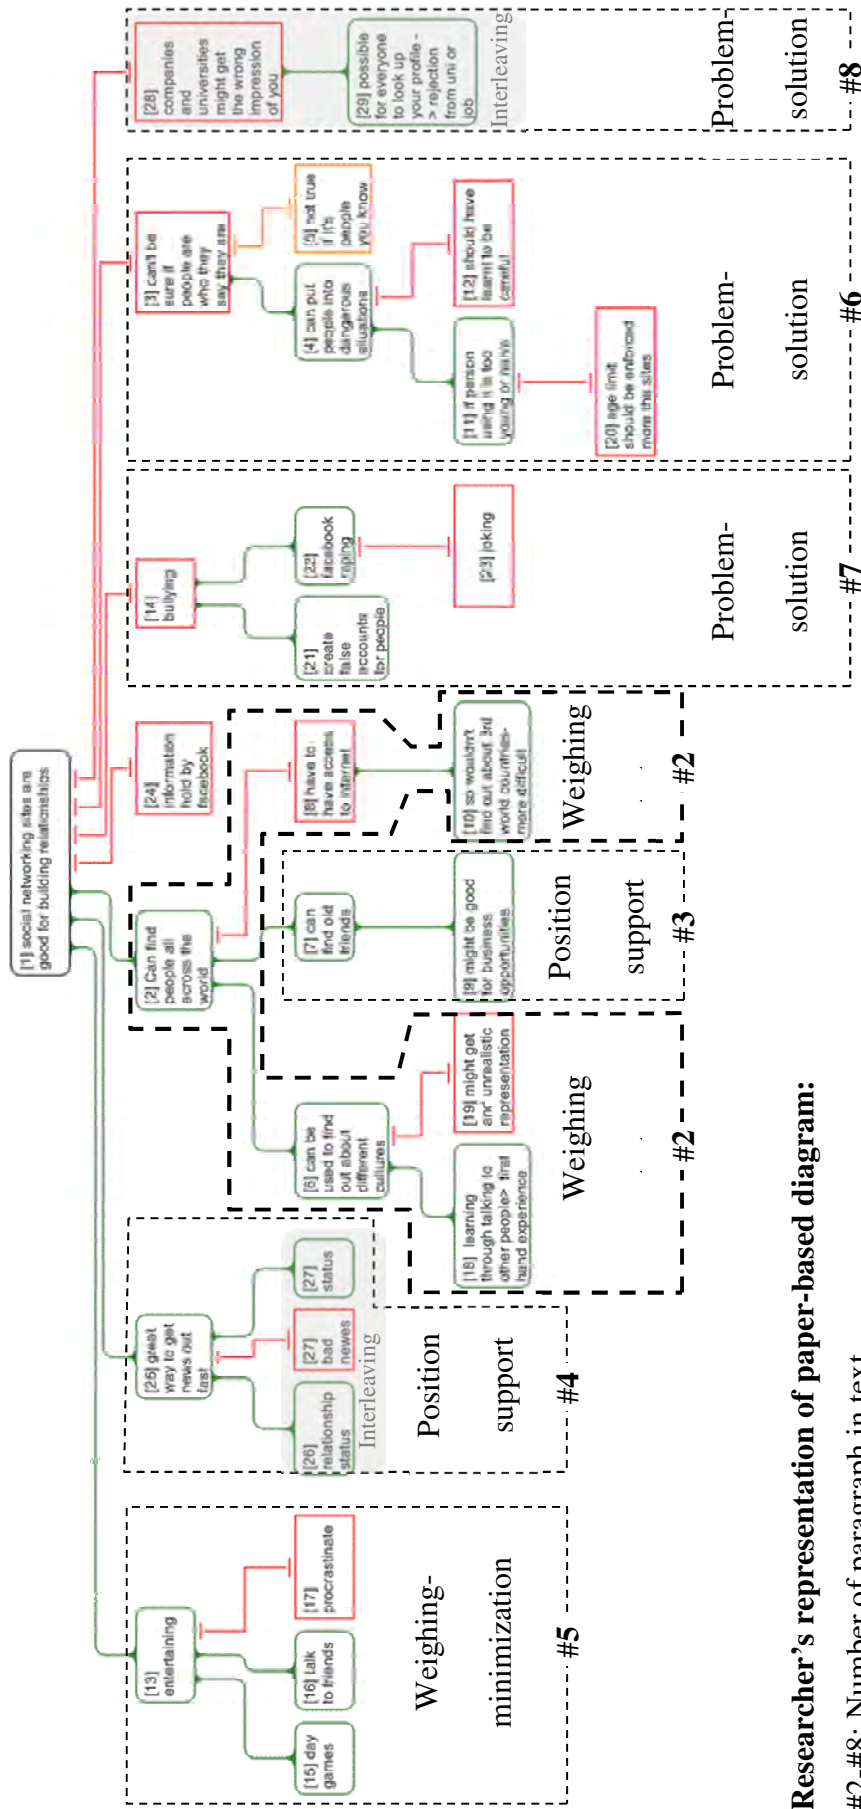 [1] social networking sites are
good for building relationships
[13]
entertaining
[15] day
games
[16] talk
to friends
[17]
procrastinate
Weighing-
minimization
#5
[25] great
way to get
news out
fast
[26]
relationship
status
[27]
bad
newes
[27]
status
Interleaving
Position
support
#4
[2] Can find
people all
across the
world
can be
used to find
out about
different
cultures
[18] learning
through talking to
other people> first
hand experience
[19] might get
an unrealistic
representation
Weighing
#2
[7] can
find old
friends
[9] might be good
for business
opportunities
Position
support
#3
have to
have access
to internet
[10] so wouldn't
find out about 3rd
world countries-
more difficult
Weighing
#2
[24]
information
hold by
facebook
[14]
bullying
[21]
create
false
accounts
for people
[22]
facebook
raping
[23] joking
Problem-
solution
#7
[3] can't be
sure if
people are
who they
say they are
[4] can put
people into
dangerous
situations
[5] not true
if it's
people
you know
[11] if person
using it is too
young or naive
[12] should have
learnt to be
careful
[20] age limit
should be enforced
more the sites
Problem-
solution
#6
[28]
companies
and
universities
might get
the wrong
impression
of you
[29] possible
for everyone
to look up
your profile -
> rejection
from uni or
job
Interleaving
Problem-
solution
#8
Researcher's representation of paper-based diagram:
#2-#8: Number of paragraph in text